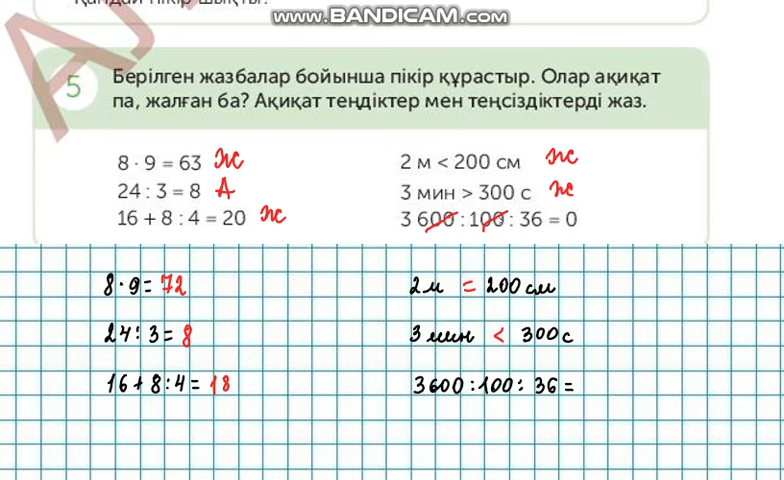 www.BANDICAM.com
5
Берілген жазбалар бойынша пікір құрастыр. Олар ақиқат
па, жалған ба? Ақиқат теңдіктер мен теңсіздіктерді жаз.
8 · 9 = 63 ж
24 : 3 = 8 А
16 + 8 : 4 = 20 ж
2 м < 200 см ж
3 мин > 300 с ж
3 600 : 100 : 36 = 0
8 · 9 = 72
24 : 3 = 8
16 + 8 : 4 = 18
2 м = 200 см
3 мин < 300 с
3600 : 100 : 36 =